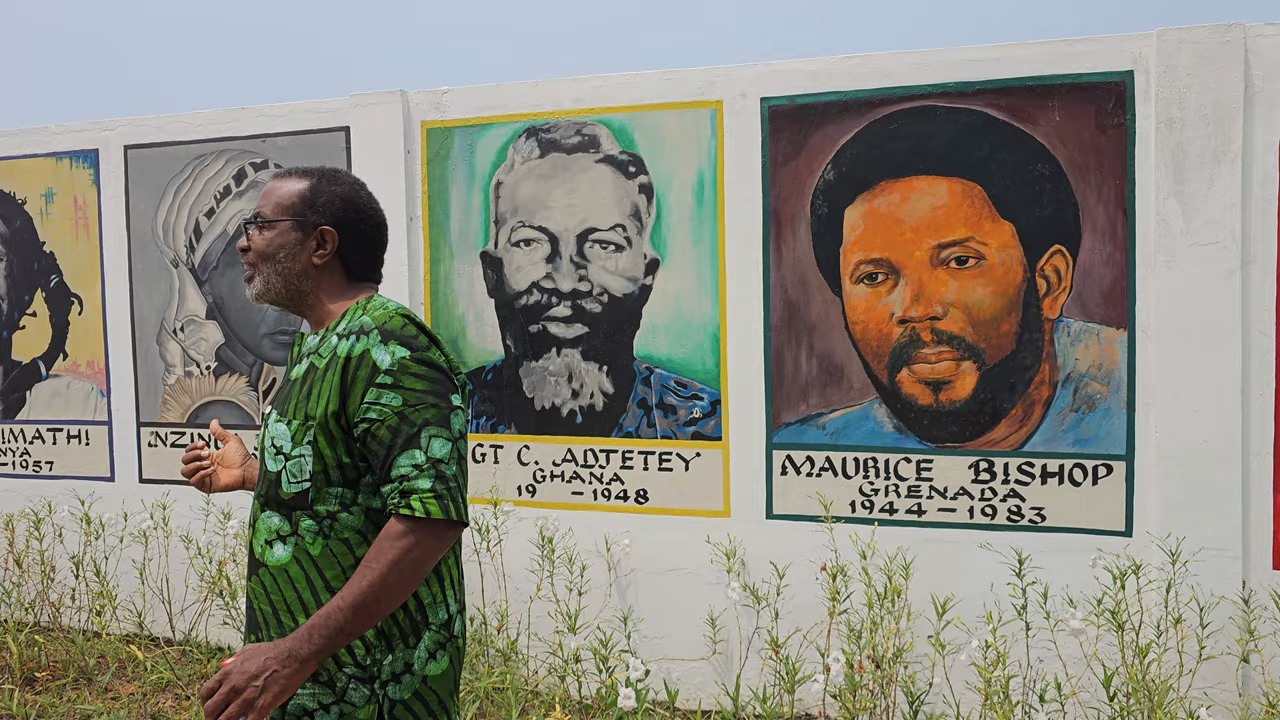 IMATHI
NYA
-1957
NZIN
GT C. ADJETEY
GHANA
19 -1948
MAURICE BISHOP
GRENADA
1944-1983